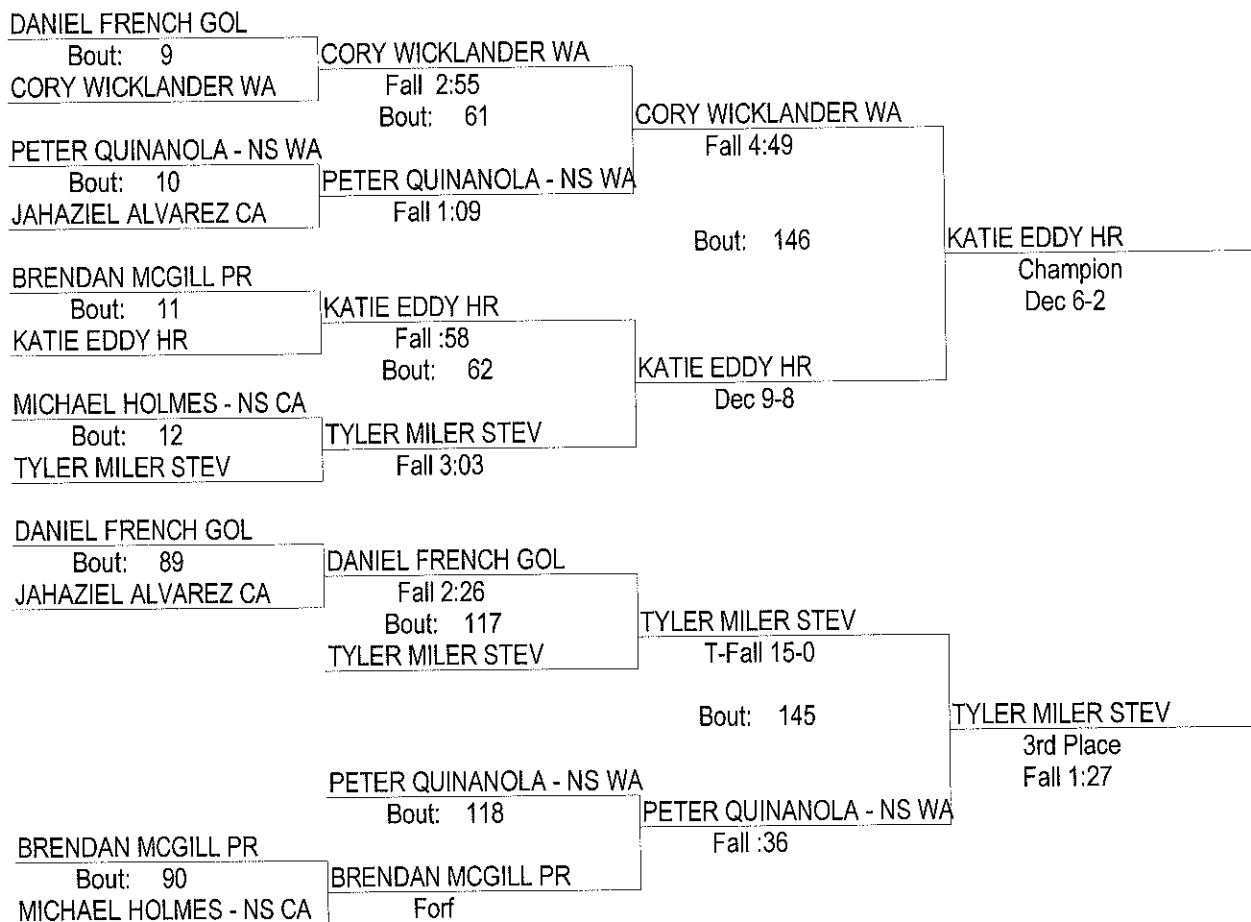 DANIEL FRENCH GOL
Bout: 9
CORY WICKLANDER WA
CORY WICKLANDER WA
Fall 2:55
Bout: 61
PETER QUINANOLA - NS WA
Bout: 10
JAHAZIEL ALVAREZ CA
PETER QUINANOLA - NS WA
Fall 1:09
CORY WICKLANDER WA
Fall 4:49
Bout: 146
BRENDAN MCGILL PR
Bout: 11
KATIE EDDY HR
KATIE EDDY HR
Fall :58
Bout: 62
MICHAEL HOLMES - NS CA
Bout: 12
TYLER MILER STEV
TYLER MILER STEV
Fall 3:03
KATIE EDDY HR
Dec 9-8
KATIE EDDY HR
Champion
Dec 6-2
DANIEL FRENCH GOL
Bout: 89
JAHAZIEL ALVAREZ CA
DANIEL FRENCH GOL
Fall 2:26
Bout: 117
TYLER MILER STEV
TYLER MILER STEV
T-Fall 15-0
Bout: 145
PETER QUINANOLA - NS WA
Bout: 118
BRENDAN MCGILL PR
Bout: 90
MICHAEL HOLMES - NS CA
BRENDAN MCGILL PR
Forf
PETER QUINANOLA - NS WA
Fall :36
TYLER MILER STEV
3rd Place
Fall 1:27